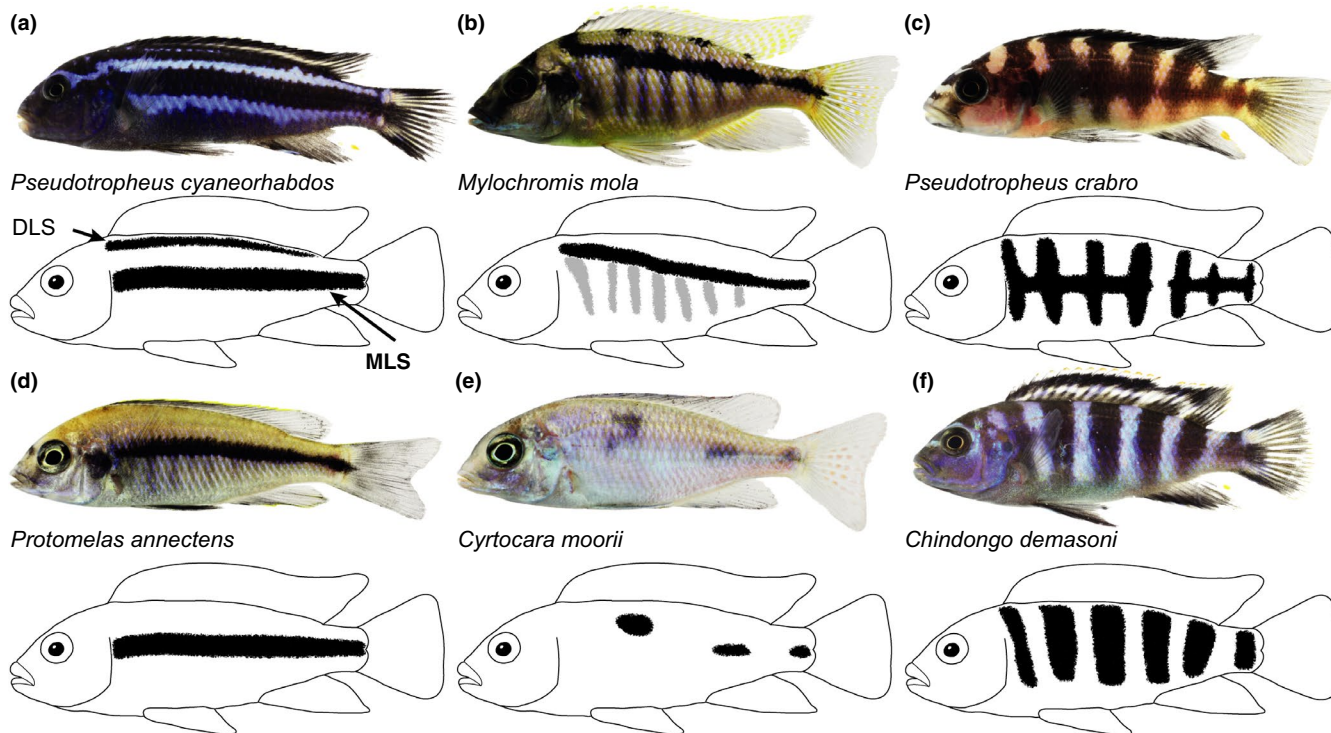 (a)
(b)
(c)
Pseudotropheus cyaneorhabdos
Mylochromis mola
Pseudotropheus crabro
DLS
MLS
(d)
(e)
(f)
Protomelas annectens
Cyrtocara moorii
Chindongo demasoni